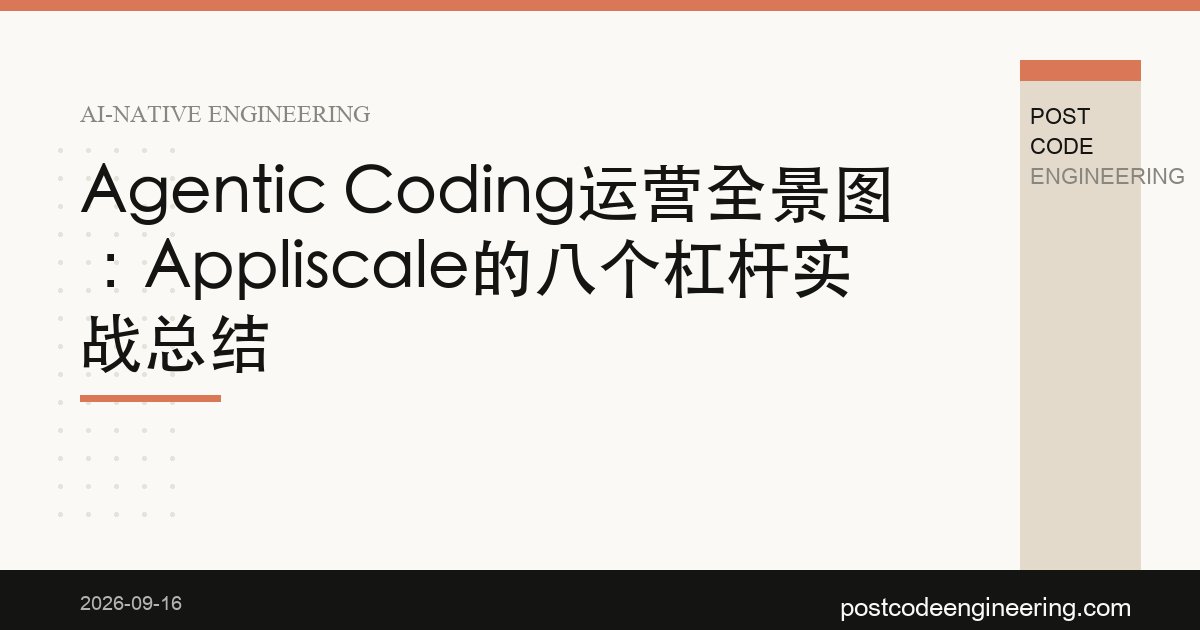 AI-NATIVE ENGINEERING
Agentic Coding运营全景图
：Appliscale的八个杠杆实
战总结
POST
CODE
ENGINEERING
2026-09-16
postcodeengineering.com